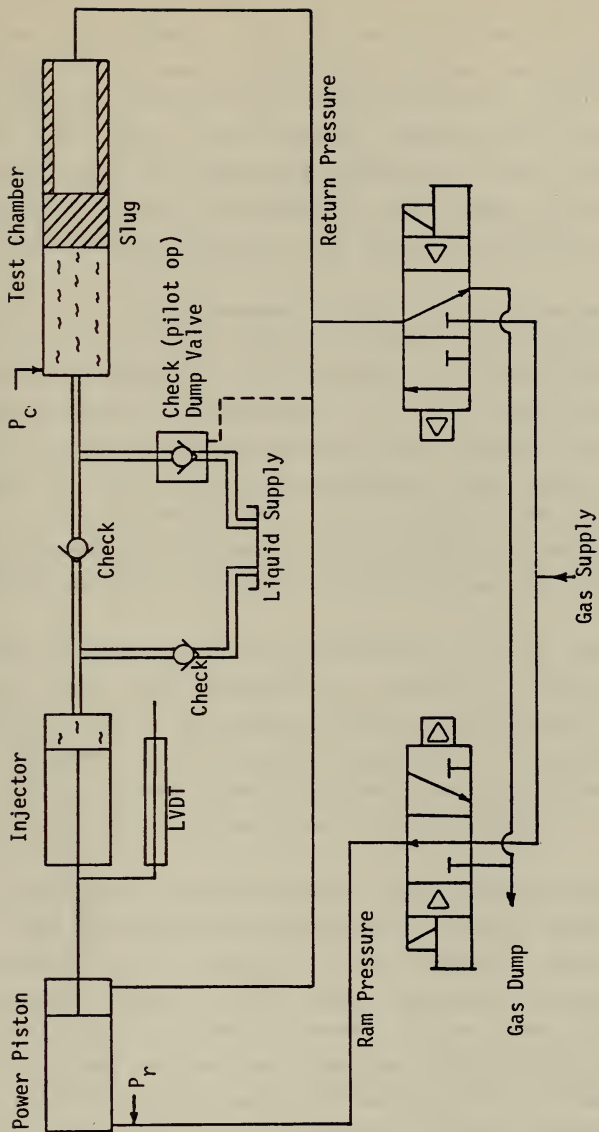 Power Piston
Injector
Test Chamber
Slug
P_c
P_r
LVDT
Check
Check
Check (pilot op)
Dump Valve
Liquid Supply
Return Pressure
Ram Pressure
Gas Dump
Gas Supply